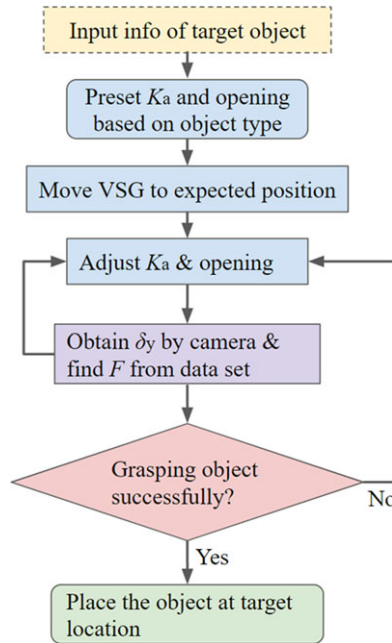 Input info of target object
Preset Ka and opening
based on object type
Move VSG to expected position
Adjust Ka & opening
Obtain δy by camera &
find F from data set
Grasping object
successfully?
No
Yes
Place the object at target
location